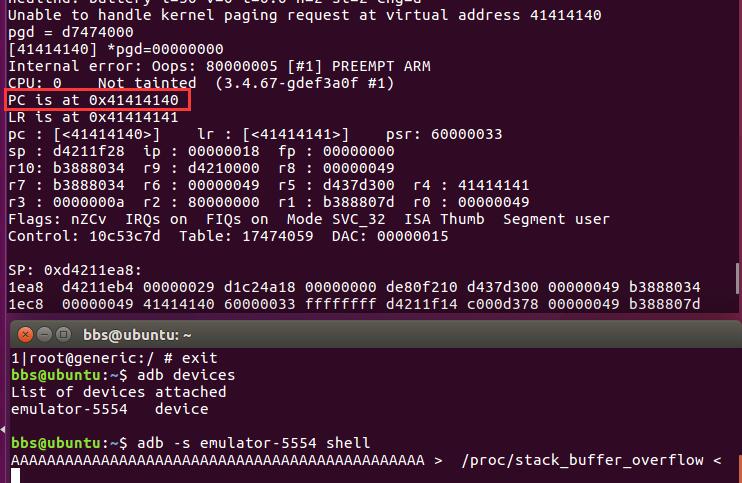 Unable to handle kernel paging request at virtual address 41414140
pgd = d7474000
[41414140] *pgd=00000000
Internal error: Oops: 80000005 [#1] PREEMPT ARM
CPU: 0    Not tainted  (3.4.67-gdef3a0f #1)
PC is at 0x41414140
LR is at 0x41414141
pc : [<41414140>]    lr : [<41414141>]    psr: 60000033
sp : d4211f28  ip : 00000018  fp : 00000000
r10: b3888034  r9 : d4210000  r8 : 00000049
r7 : b3888034  r6 : 00000049  r5 : d437d300  r4 : 41414141
r3 : 0000000a  r2 : 80000000  r1 : b388807d  r0 : 00000049
Flags: nZCv  IRQs on  FIQs on  Mode SVC_32  ISA Thumb  Segment user
Control: 10c53c7d  Table: 17474059  DAC: 00000015
SP: 0xd4211ea8:
1ea8  d4211eb4 00000029 d1c24a18 00000000 de80f210 d437d300 00000049 b3888034
1ec8  00000049 41414140 60000033 ffffffff d4211f14 c000d378 00000049 b388807d
bbs@ubuntu: ~
1|root@generic:/ # exit
bbs@ubuntu:~$ adb devices
List of devices attached
emulator-5554   device
bbs@ubuntu:~$ adb -s emulator-5554 shell
AAAAAAAAAAAAAAAAAAAAAAAAAAAAAAAAAAAAAAAAAAAAAA >  /proc/stack_buffer_overflow <